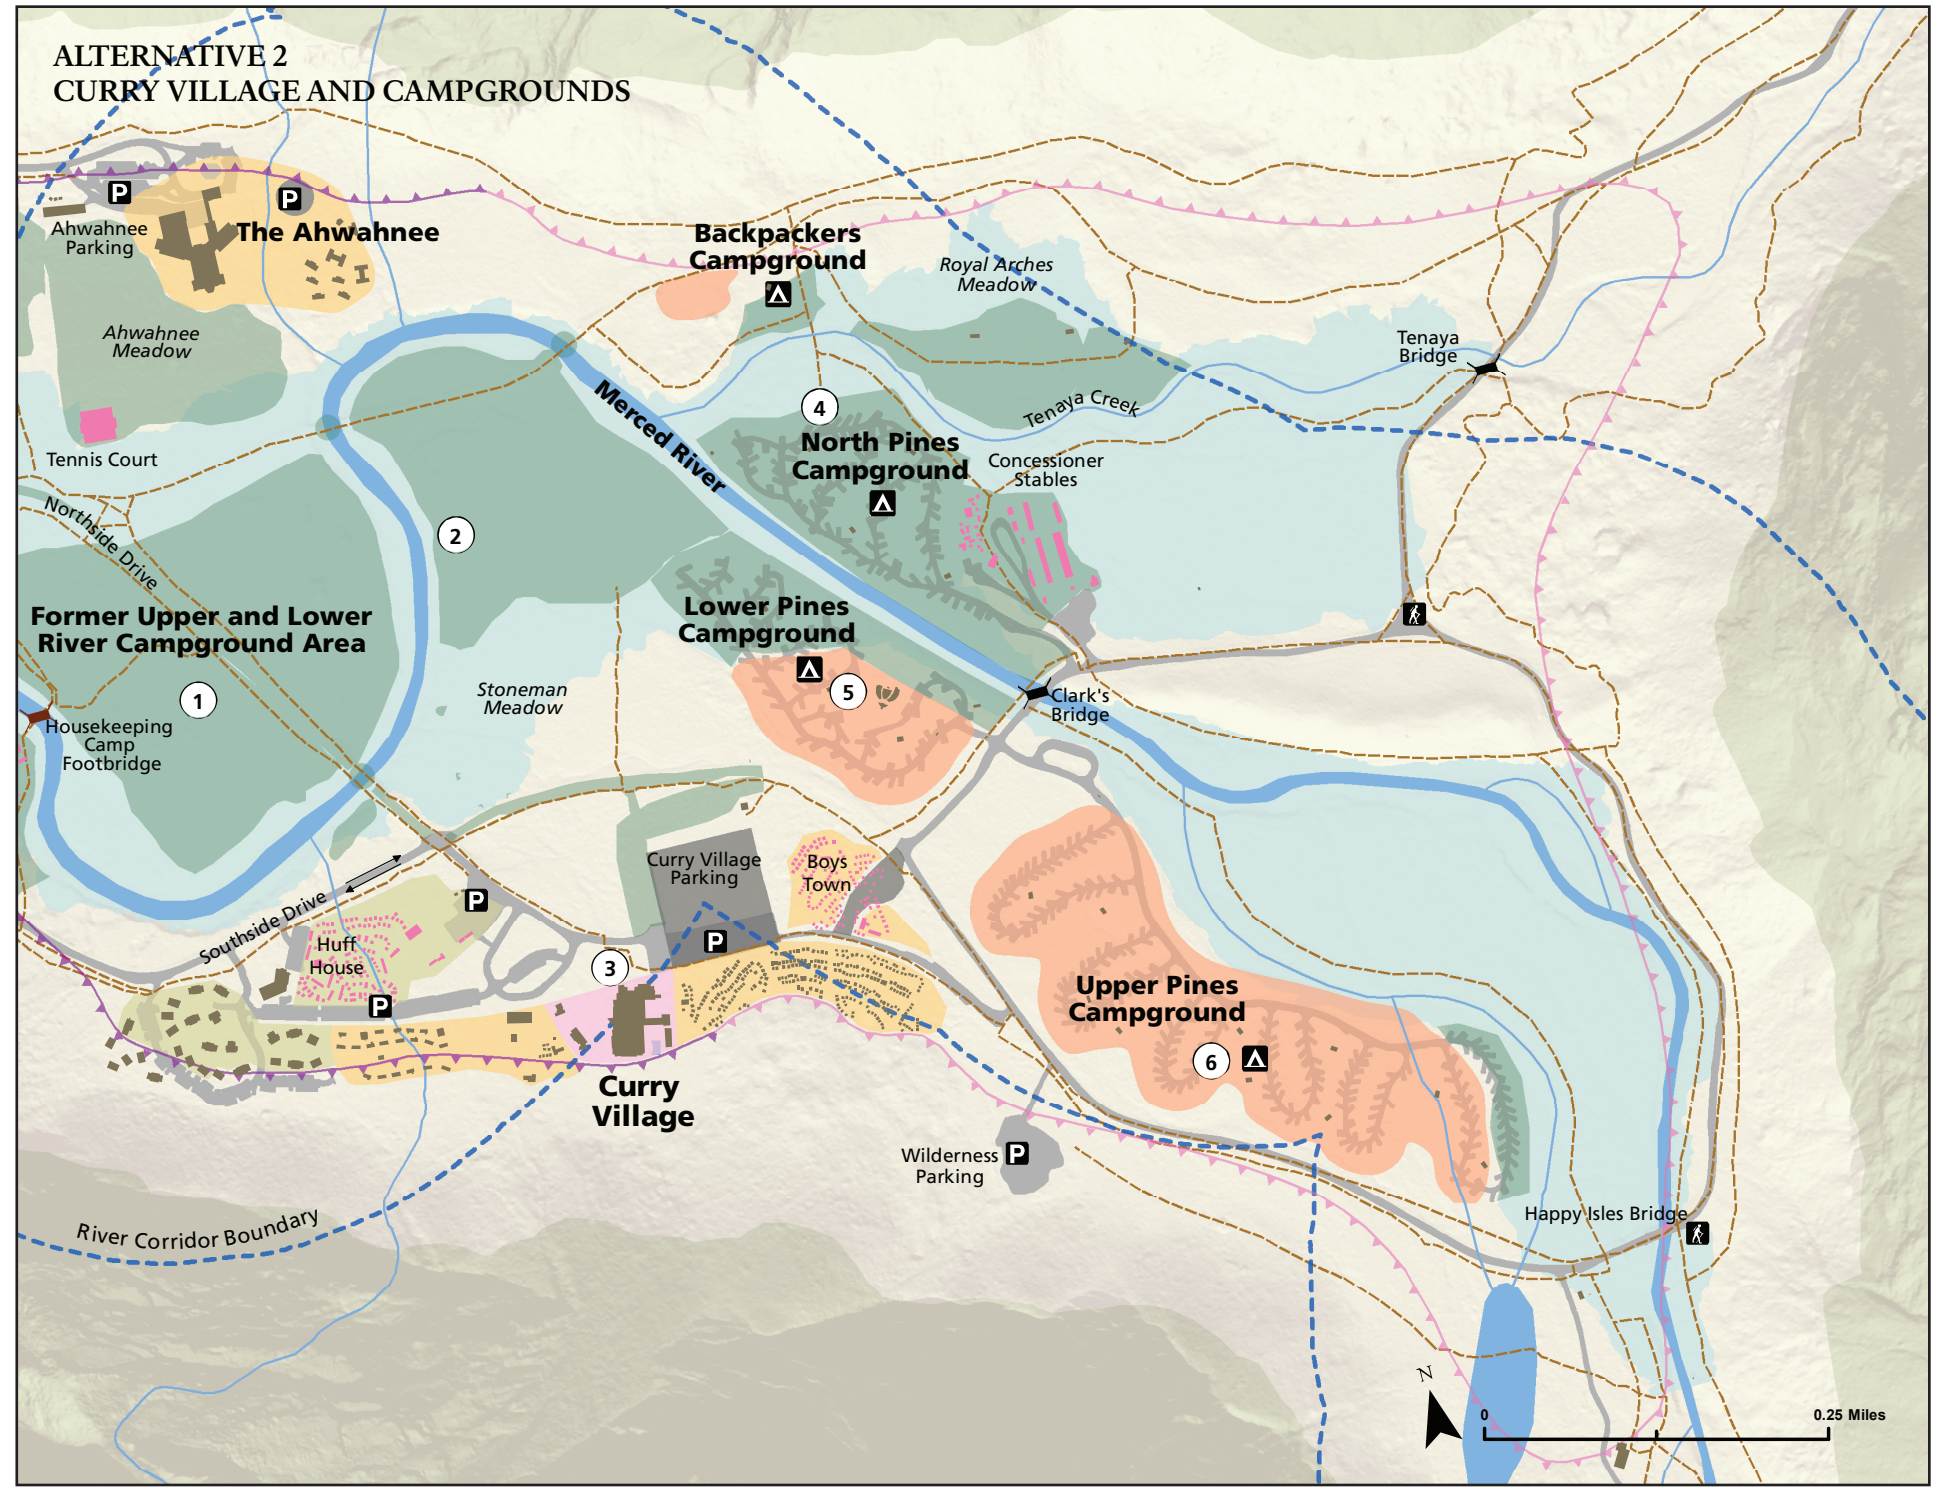 ALTERNATIVE 2
CURRY VILLAGE AND CAMPGROUNDS
P
P
Ahwahnee
Parking
The Ahwahnee
Backpackers
Campground
Royal Arches
Meadow
Ahwahnee
Meadow
Tenaya
Bridge
Merced River
4
Tenaya Creek
North Pines
Campground
Tennis Court
Concessioner
Stables
Northside Drive
2
Former Upper and Lower
River Campground Area
Lower Pines
Campground
1
Stoneman
Meadow
5
Clark's
Bridge
Housekeeping
Camp
Footbridge
Curry Village
Parking
Boys
Town
P
Southside Drive
Huff
House
3
P
P
Upper Pines
Campground
6
Curry
Village
Wilderness
Parking
P
River Corridor Boundary
Happy Isles Bridge
N
0
0.25 Miles